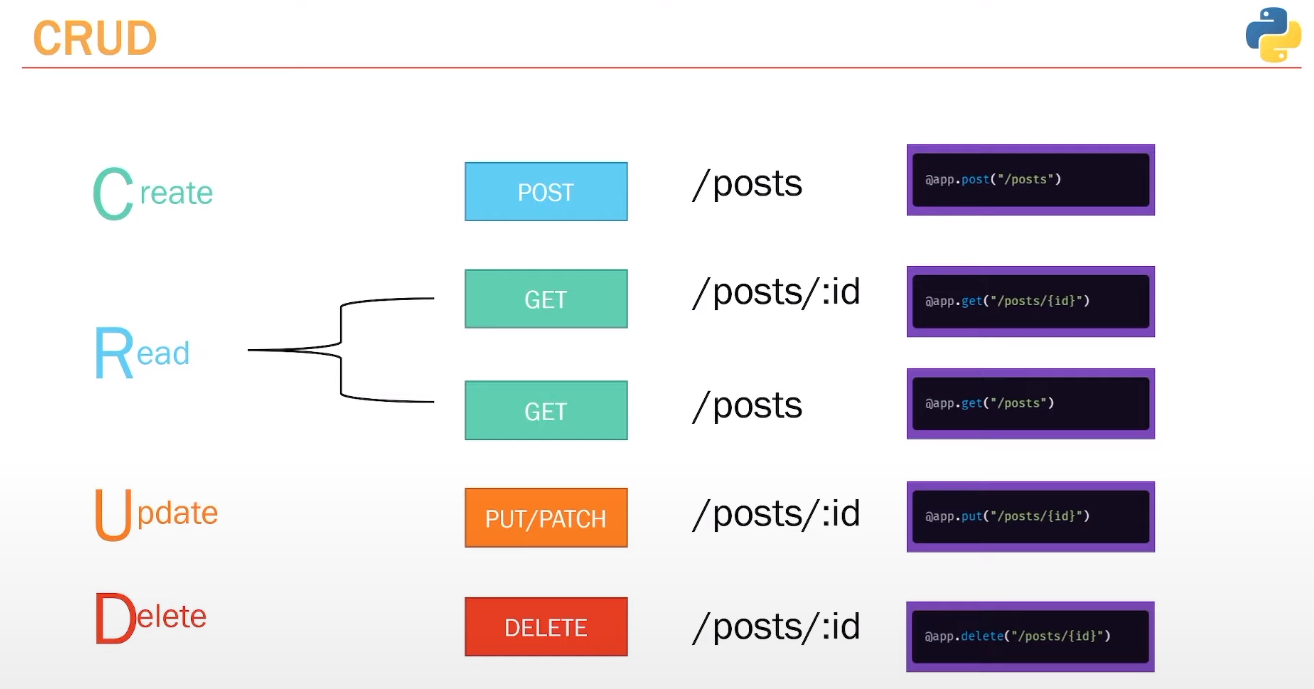 CRUD
Create
POST
/posts
@app.post("/posts")
Read
GET
/posts/:id
@app.get("/posts/{id}")
GET
/posts
@app.get("/posts")
Update
PUT/PATCH
/posts/:id
@app.put("/posts/{id}")
Delete
DELETE
/posts/:id
@app.delete("/posts/{id}")